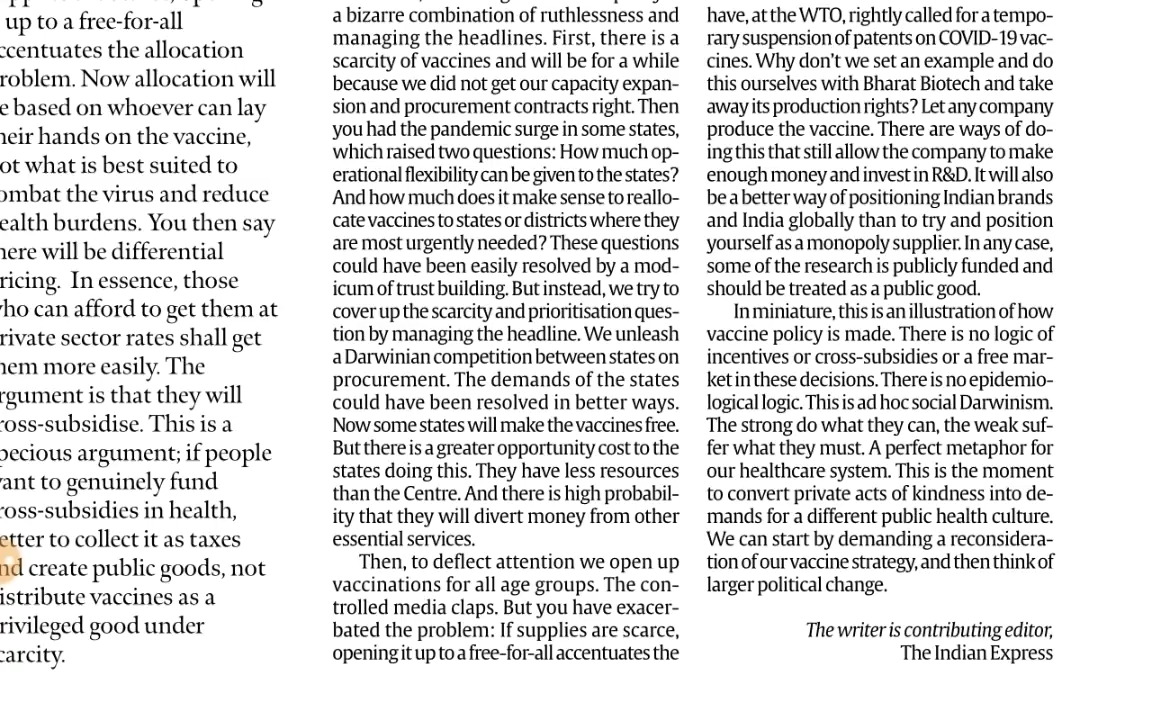 up to a free-for-all
accentuates the allocation
problem. Now allocation will
be based on whoever can lay
their hands on the vaccine,
not what is best suited to
combat the virus and reduce
health burdens. You then say
there will be differential
pricing. In essence, those
who can afford to get them at
private sector rates shall get
them more easily. The
argument is that they will
cross-subsidise. This is a
specious argument; if people
want to genuinely fund
cross-subsidies in health,
better to collect it as taxes
and create public goods, not
distribute vaccines as a
privileged good under
scarcity.
a bizarre combination of ruthlessness and
managing the headlines. First, there is a
scarcity of vaccines and will be for a while
because we did not get our capacity expan-
sion and procurement contracts right. Then
you had the pandemic surge in some states,
which raised two questions: How much op-
erational flexibility can be given to the states?
And how much does it make sense to reallo-
cate vaccines to states or districts where they
are most urgently needed? These questions
could have been easily resolved by a mod-
icum of trust building. But instead, we try to
cover up the scarcity and prioritisation ques-
tion by managing the headline. We unleash
a Darwinian competition between states on
procurement. The demands of the states
could have been resolved in better ways.
Now some states will make the vaccines free.
But there is a greater opportunity cost to the
states doing this. They have less resources
than the Centre. And there is high probabil-
ity that they will divert money from other
essential services.
Then, to deflect attention we open up
vaccinations for all age groups. The con-
trolled media claps. But you have exacer-
bated the problem: If supplies are scarce,
opening it up to a free-for-all accentuates the
have, at the WTO, rightly called for a tempo-
rary suspension of patents on COVID-19 vac-
cines. Why don't we set an example and do
this ourselves with Bharat Biotech and take
away its production rights? Let any company
produce the vaccine. There are ways of do-
ing this that still allow the company to make
enough money and invest in R&D. It will also
be a better way of positioning Indian brands
and India globally than to try and position
yourself as a monopoly supplier. In any case,
some of the research is publicly funded and
should be treated as a public good.
In miniature, this is an illustration of how
vaccine policy is made. There is no logic of
incentives or cross-subsidies or a free mar-
ket in these decisions. There is no epidemio-
logical logic. This is ad hoc social Darwinism.
The strong do what they can, the weak suf-
fer what they must. A perfect metaphor for
our healthcare system. This is the moment
to convert private acts of kindness into de-
mands for a different public health culture.
We can start by demanding a reconsidera-
tion of our vaccine strategy, and then think of
larger political change.
The writer is contributing editor,
The Indian Express